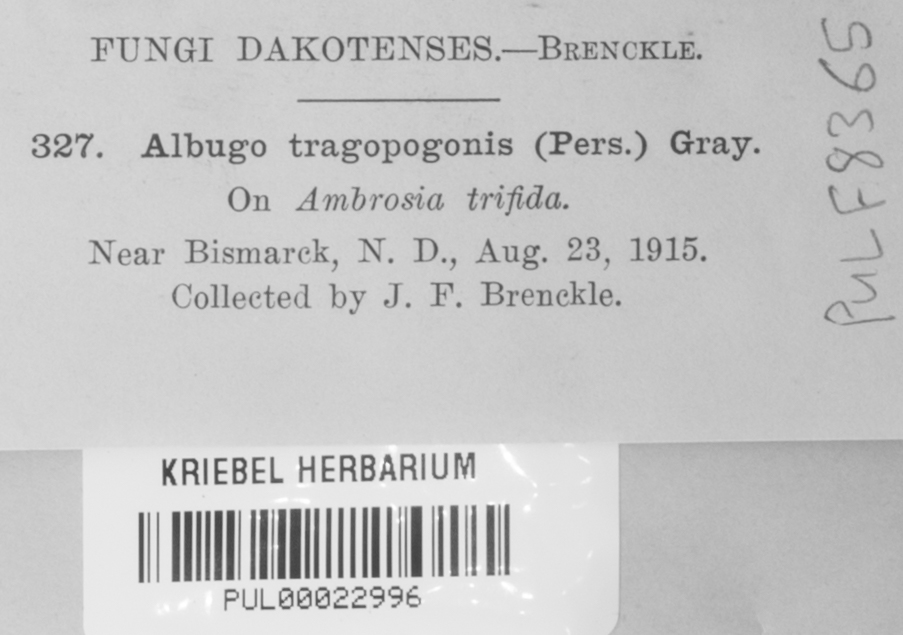 FUNGI DAKOTENSES.—BRENCKLE.
327. Albugo tragopogonis (Pers.) Gray.
On Ambrosia trifida.
Near Bismarck, N. D., Aug. 23, 1915.
Collected by J. F. Brenckle.
PUL F8365
KRIEBEL HERBARIUM
PUL00022996